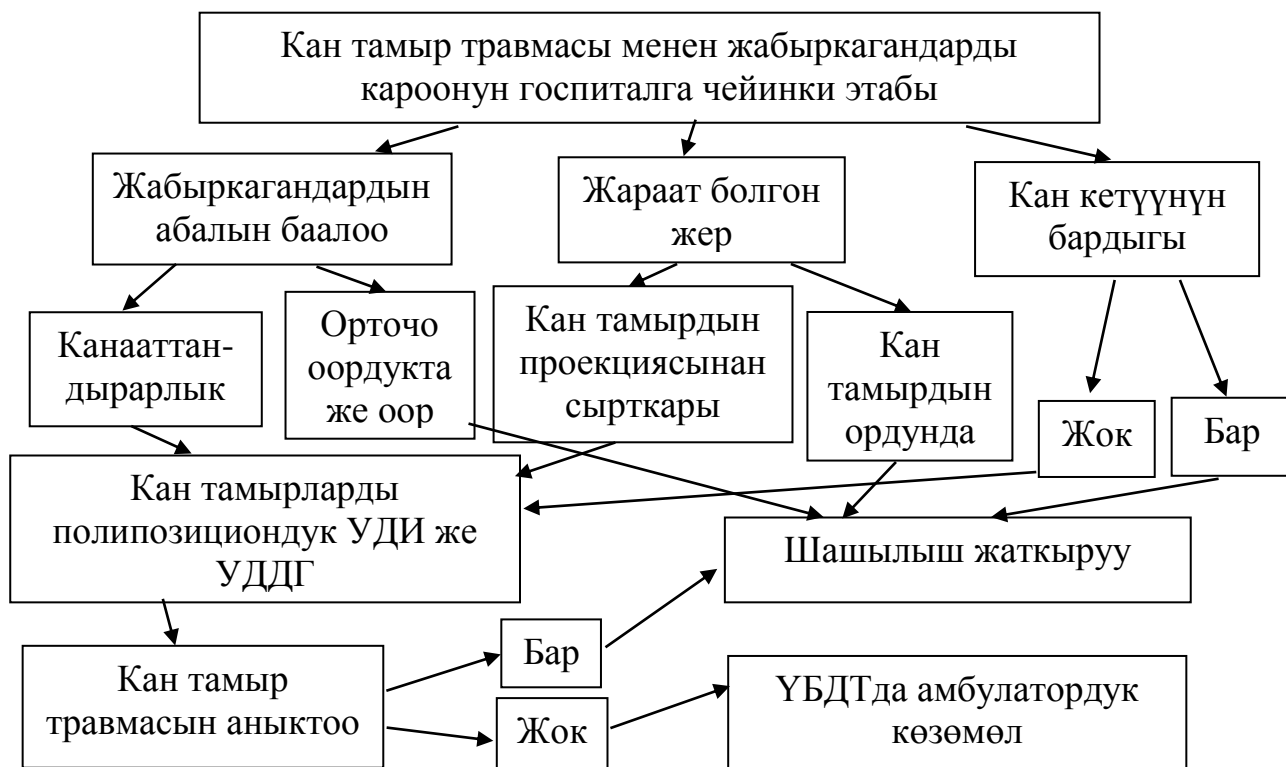 Кан тамыр травмасы менен жабыркагандарды
кароонун госпиталга чейинки этабы
Жабыркагандардын
абалын баалоо
Жараат болгон
жер
Кан кетүүнүн
бардыгы
Канааттан-
дырарлык
Орточо
оордукта
же оор
Кан тамырдын
проекциясынан
сырткары
Кан
тамырдын
ордунда
Жок
Бар
Кан тамырларды
полипозициондук УДИ же
УДДГ
Шашылыш жаткыруу
Кан тамыр
травмасын аныктоо
Бар
Жок
ҮБДТда амбулатордук
көзөмөл